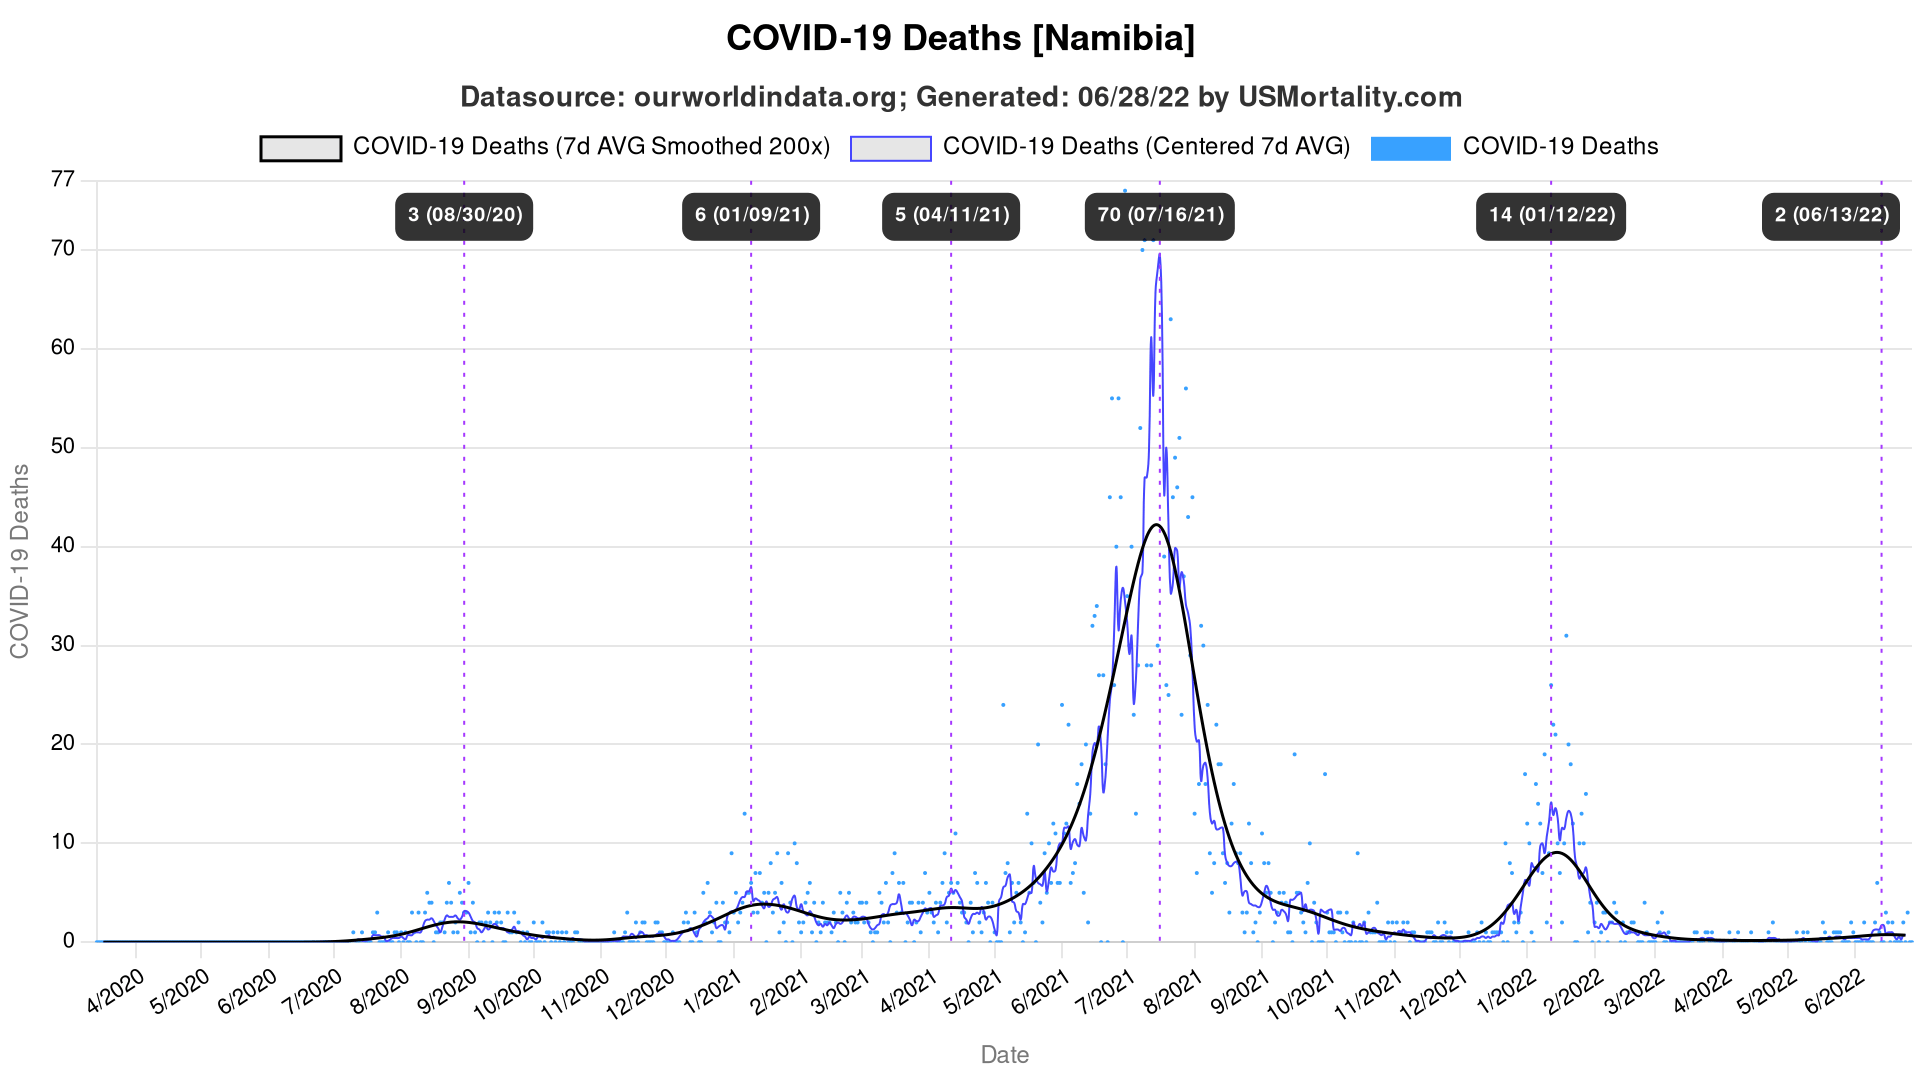 COVID-19 Deaths [Namibia]
Datasource: ourworldindata.org; Generated: 06/28/22 by USMortality.com
COVID-19 Deaths (7d AVG Smoothed 200x) COVID-19 Deaths (Centered 7d AVG) COVID-19 Deaths
3 (08/30/20) 6 (01/09/21) 5 (04/11/21) 70 (07/16/21) 14 (01/12/22) 2 (06/13/22)
COVID-19 Deaths
77
70
60
50
40
30
20
10
0
4/2020 5/2020 6/2020 7/2020 8/2020 9/2020 10/2020 11/2020 12/2020 1/2021 2/2021 3/2021 4/2021 5/2021 6/2021 7/2021 8/2021 9/2021 10/2021 11/2021 12/2021 1/2022 2/2022 3/2022 4/2022 5/2022 6/2022
Date